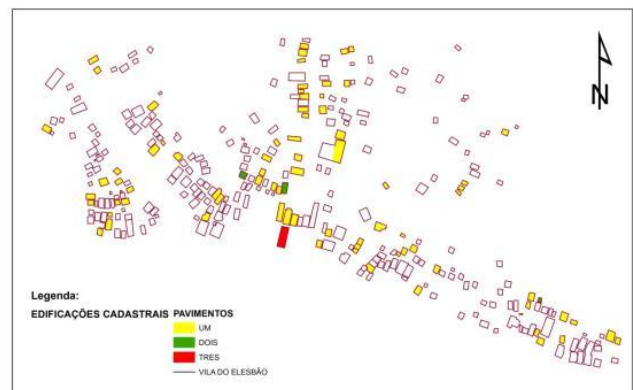 N
Legenda:
EDIFICAÇÕES CADASTRAIS
PAVIMENTOS
UM
DOIS
TRES
VILA DO ELESBÃO